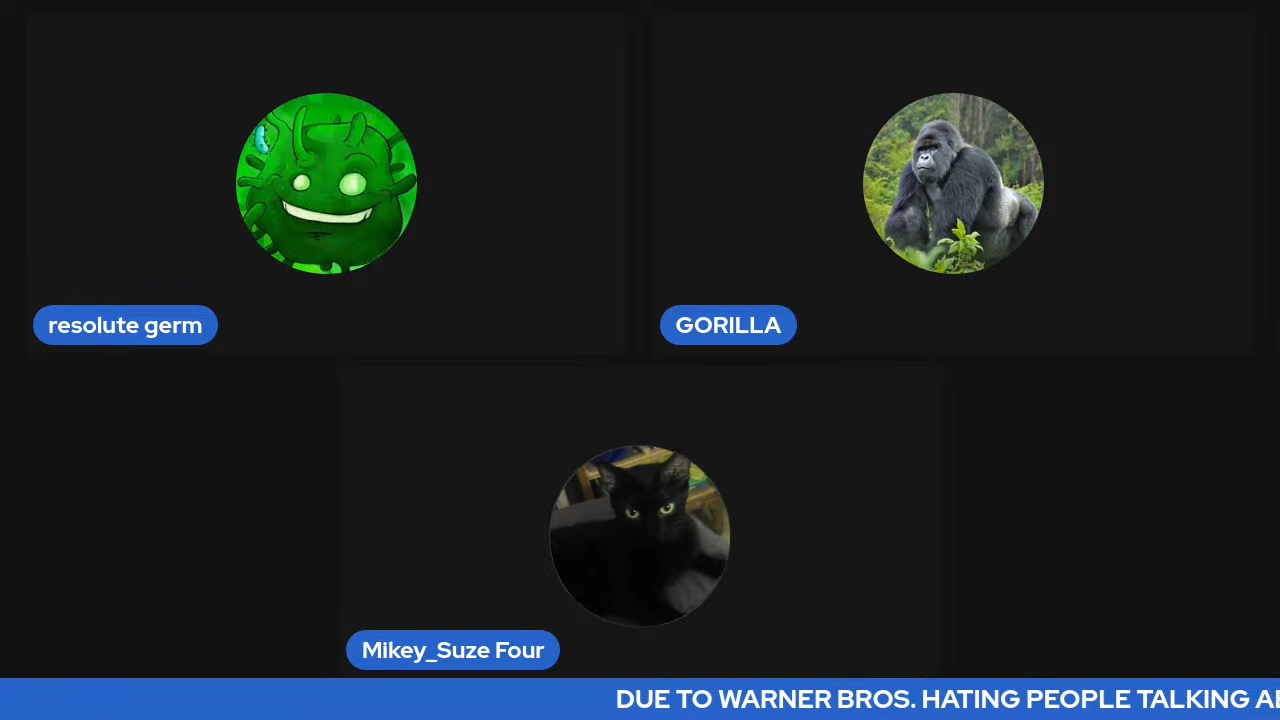 resolute germ
GORILLA
Mikey_Suze Four
DUE TO WARNER BROS. HATING PEOPLE TALKING